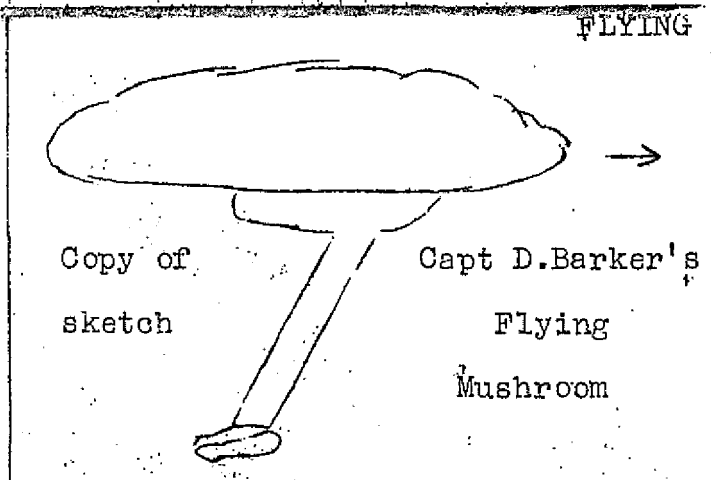 FLYING
Copy of
sketch
Capt D.Barker's
Flying
Mushroom